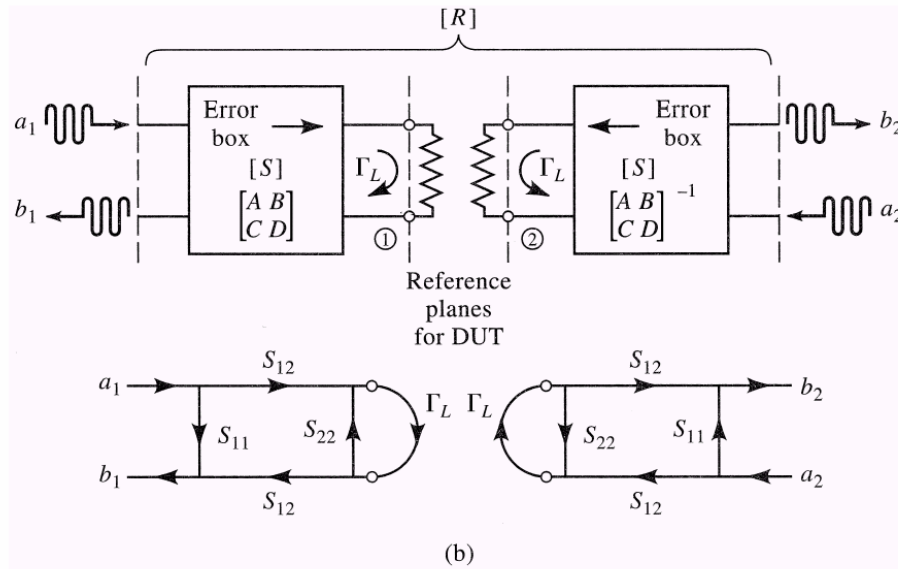 [R]
a₁
b₁
Error
box
[S]
[A B]
[C D]
Γ_L
①
Γ_L
②
Error
box
[S]
[A B]⁻¹
[C D]
b₂
a₂
Reference
planes
for DUT
a₁
S₁₂
S₁₁
S₂₂
b₁
S₁₂
Γ_L
Γ_L
S₁₂
b₂
S₂₂
S₁₁
S₁₂
a₂
(b)